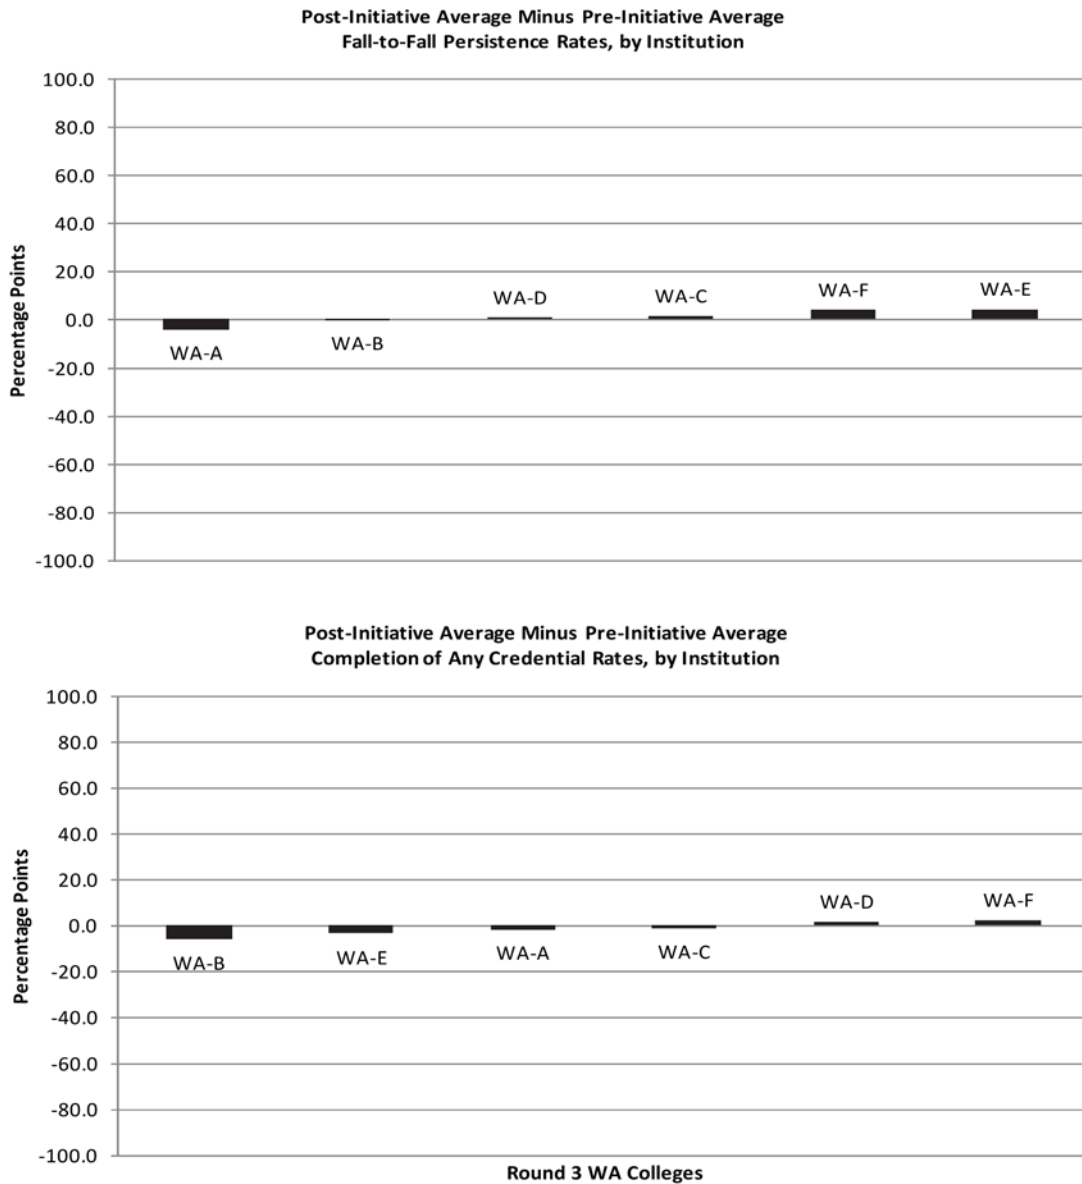 Post-Initiative Average Minus Pre-Initiative Average
Fall-to-Fall Persistence Rates, by Institution
100.0
80.0
60.0
40.0
20.0
0.0
-20.0
-40.0
-60.0
-80.0
-100.0
Percentage Points
WA-A
WA-B
WA-D
WA-C
WA-F
WA-E
Post-Initiative Average Minus Pre-Initiative Average
Completion of Any Credential Rates, by Institution
100.0
80.0
60.0
40.0
20.0
0.0
-20.0
-40.0
-60.0
-80.0
-100.0
Percentage Points
WA-B
WA-E
WA-A
WA-C
WA-D
WA-F
Round 3 WA Colleges